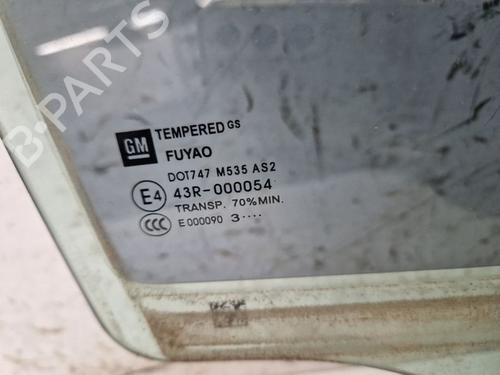 B-PARTS
GM TEMPERED GS
FUYAO
DOT747 M535 AS2
E4 43R-000054
TRANSP. 70%MIN.
CCC E000090 3····